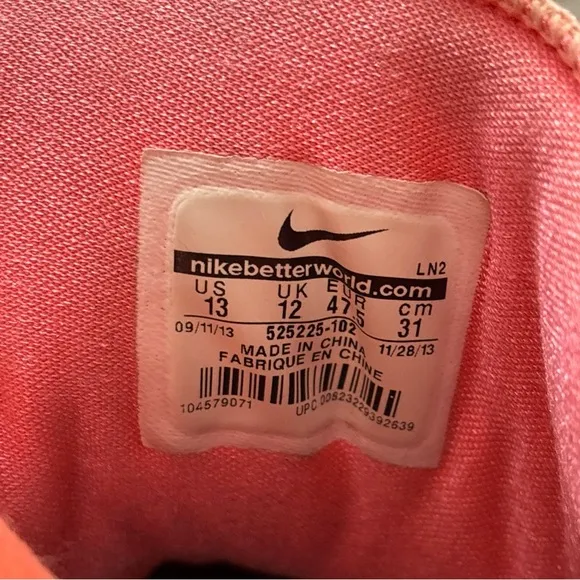 LN2
nikebetterworld.com
US UK EUR cm
13 12 47.5 31
09/11/13 525225-102 11/28/13
MADE IN CHINA
FABRIQUE EN CHINE
104579071 UPC 00823229392639